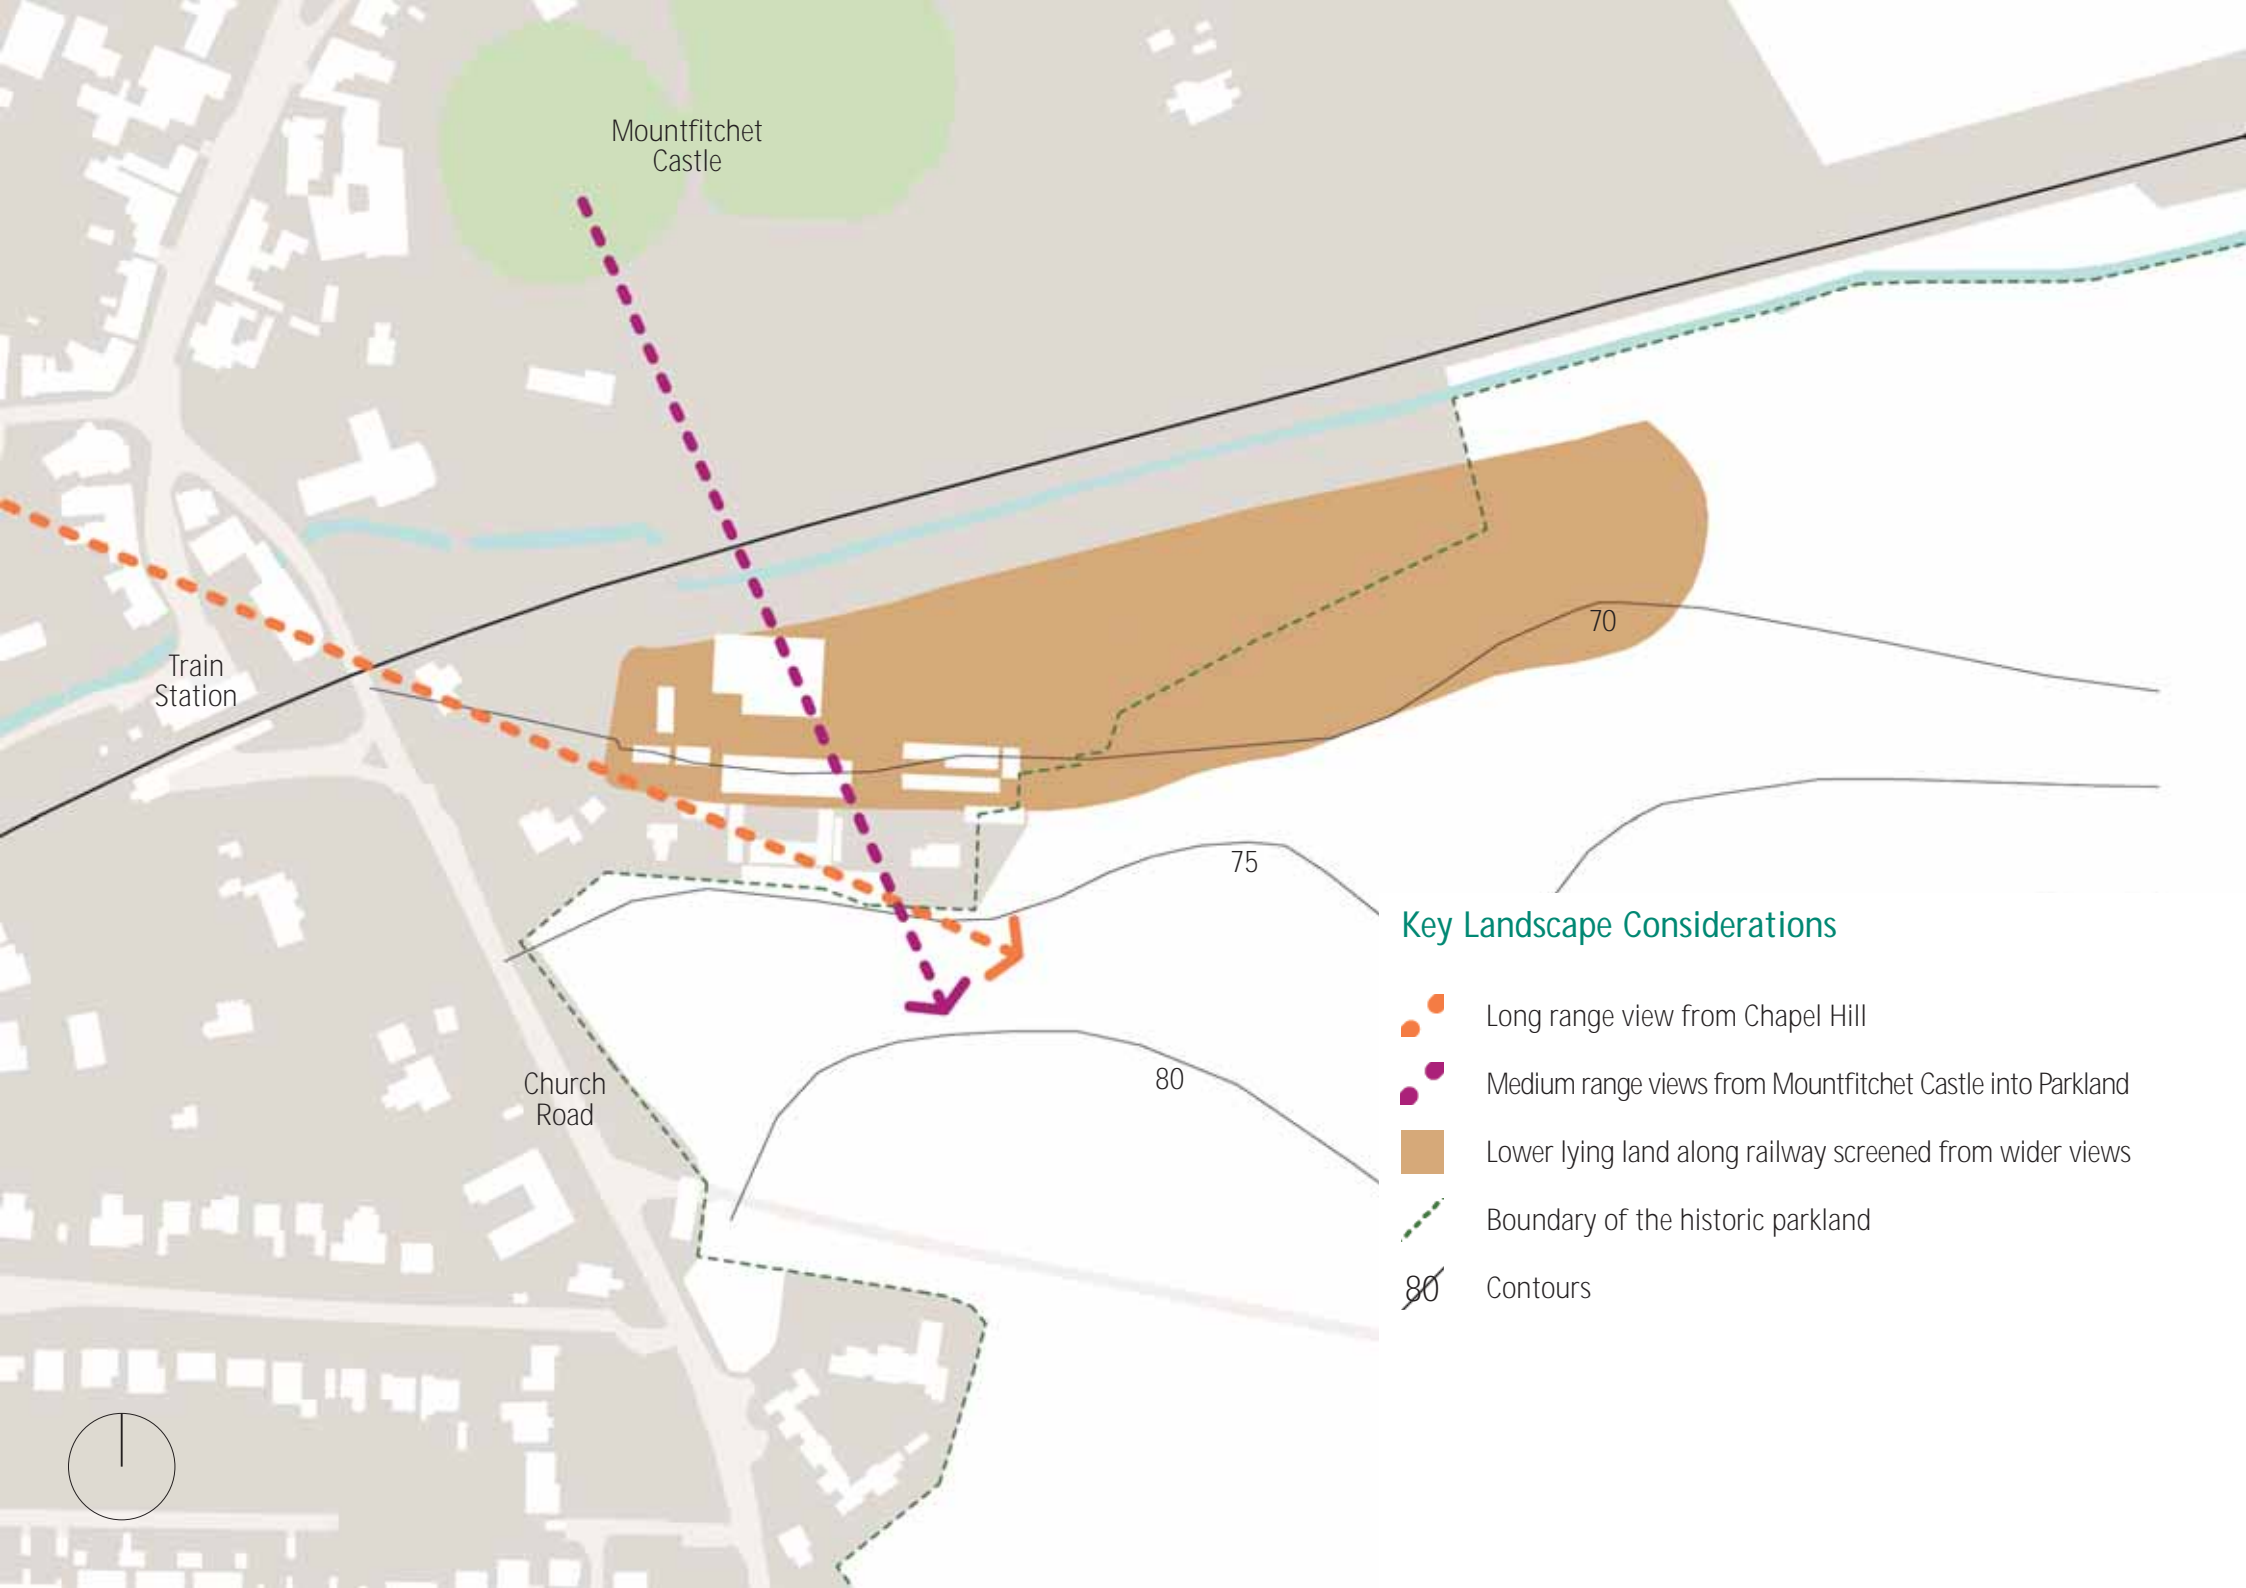 Mountfitchet
Castle
Train
Station
70
75
80
Church
Road
Key Landscape Considerations
Long range view from Chapel Hill
Medium range views from Mountfitchet Castle into Parkland
Lower lying land along railway screened from wider views
Boundary of the historic parkland
80 Contours